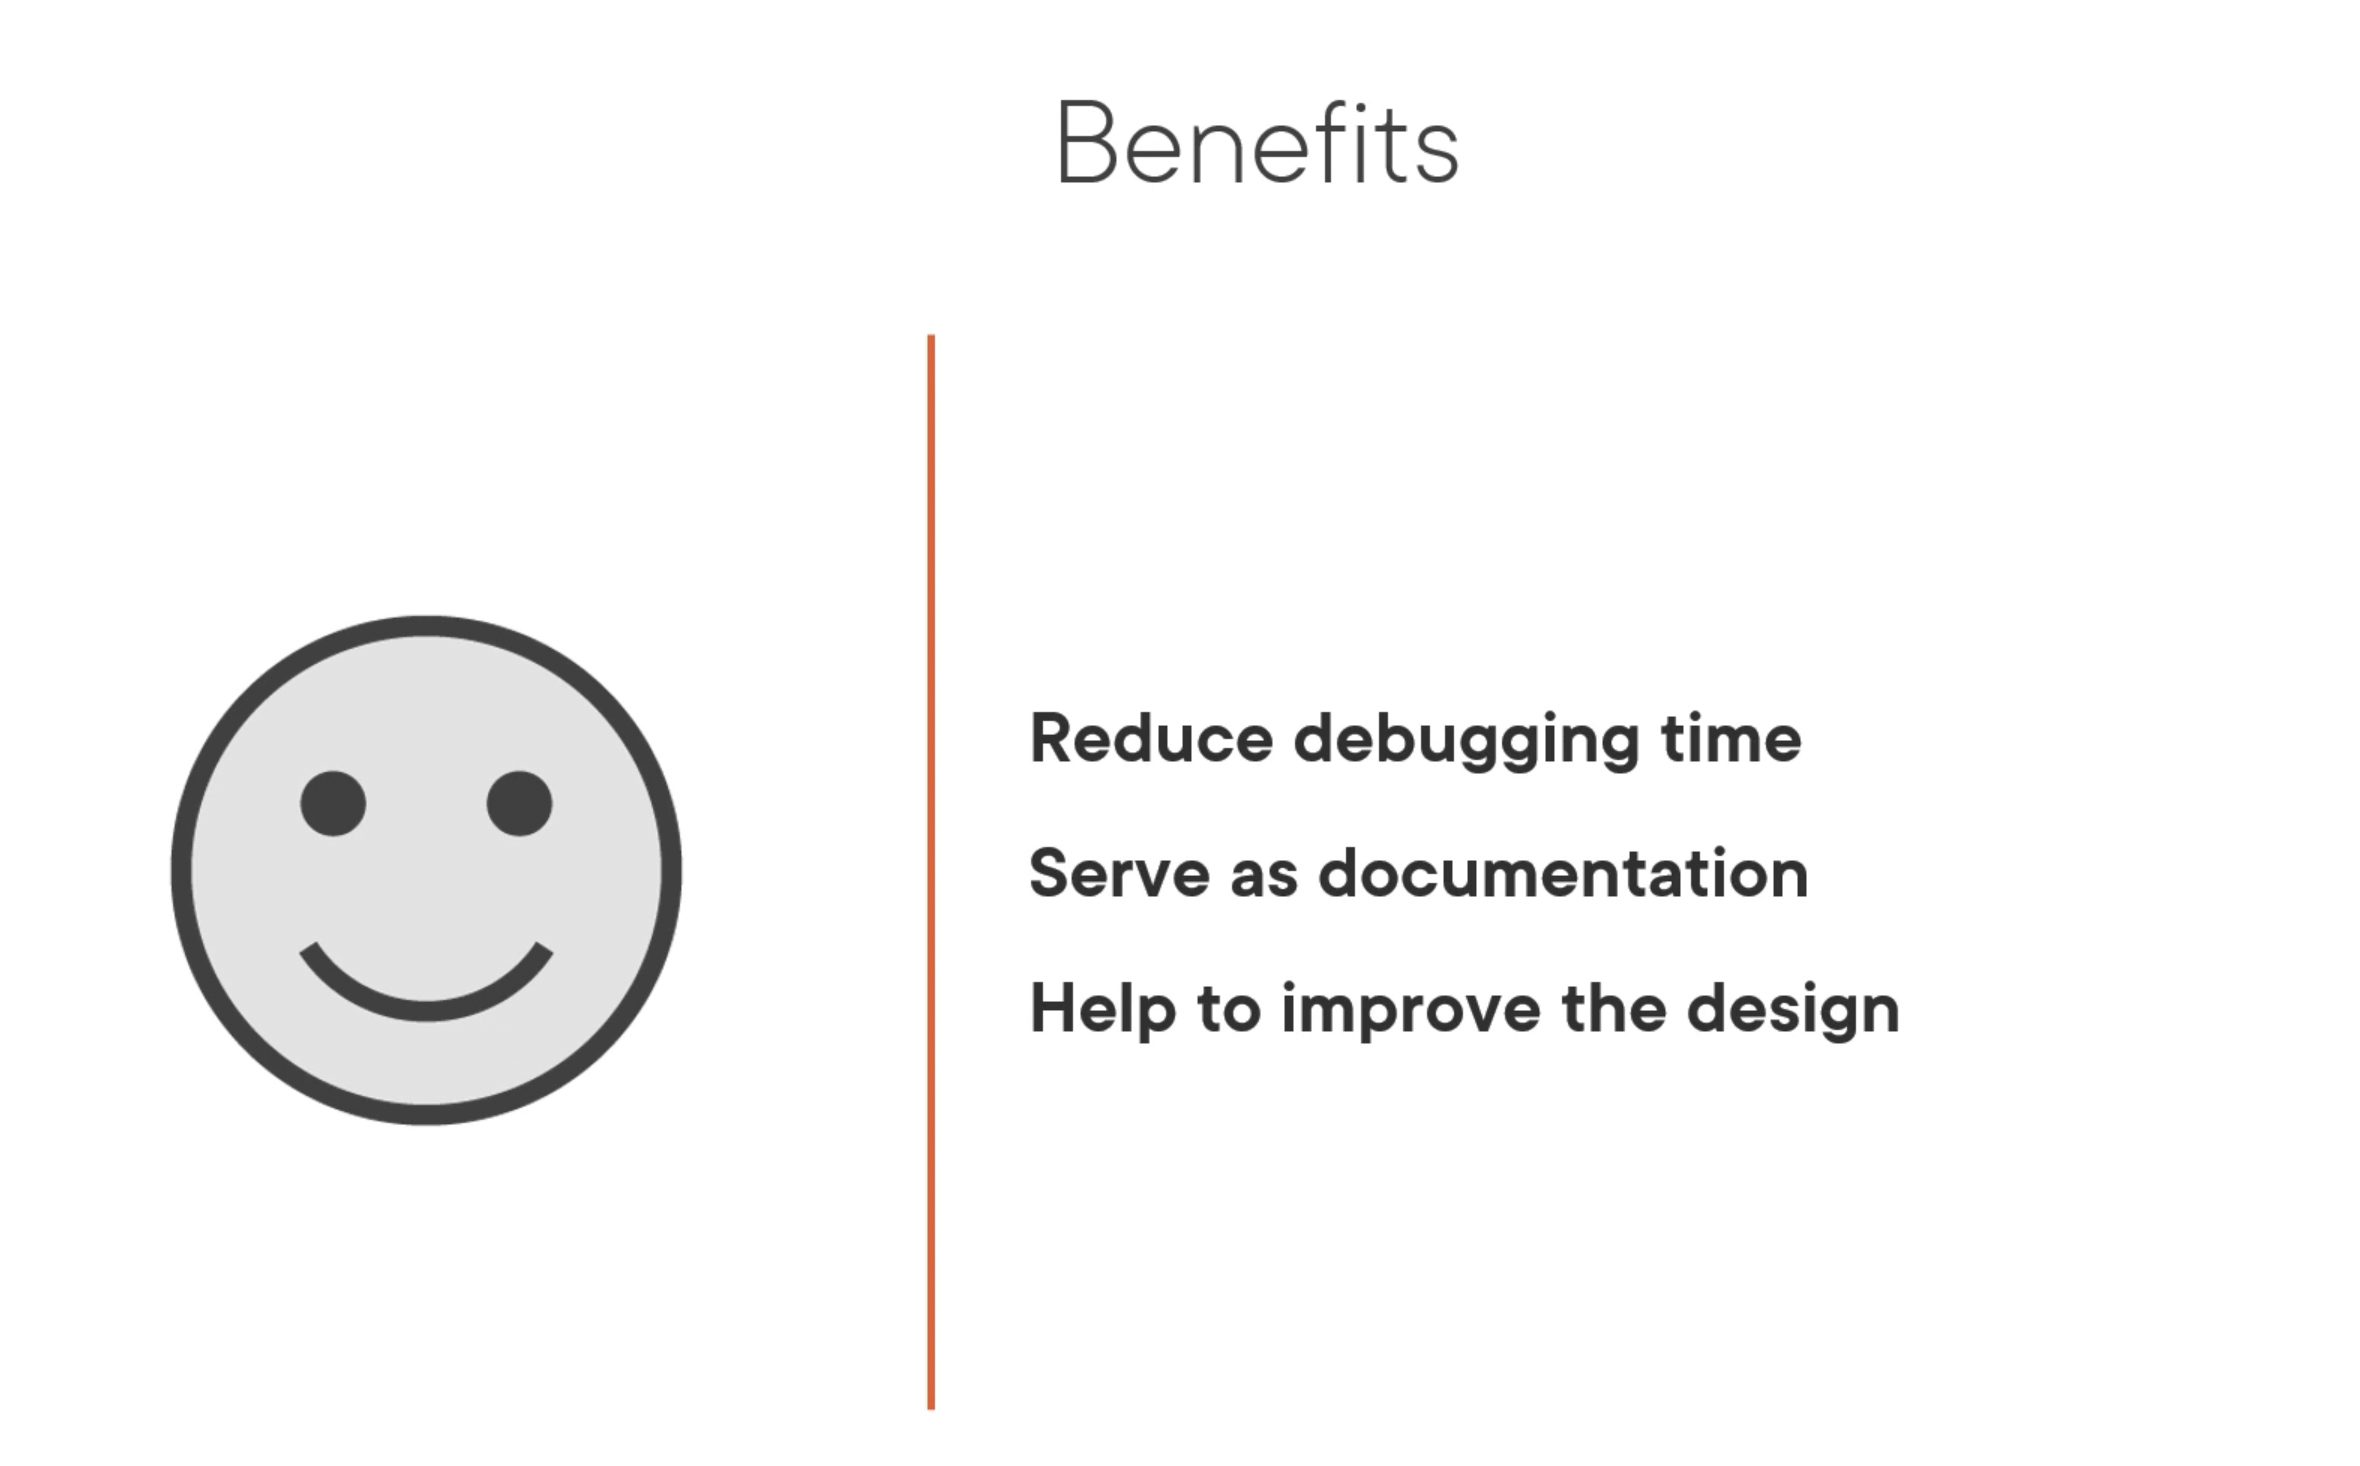 Benefits
Reduce debugging time
Serve as documentation
Help to improve the design